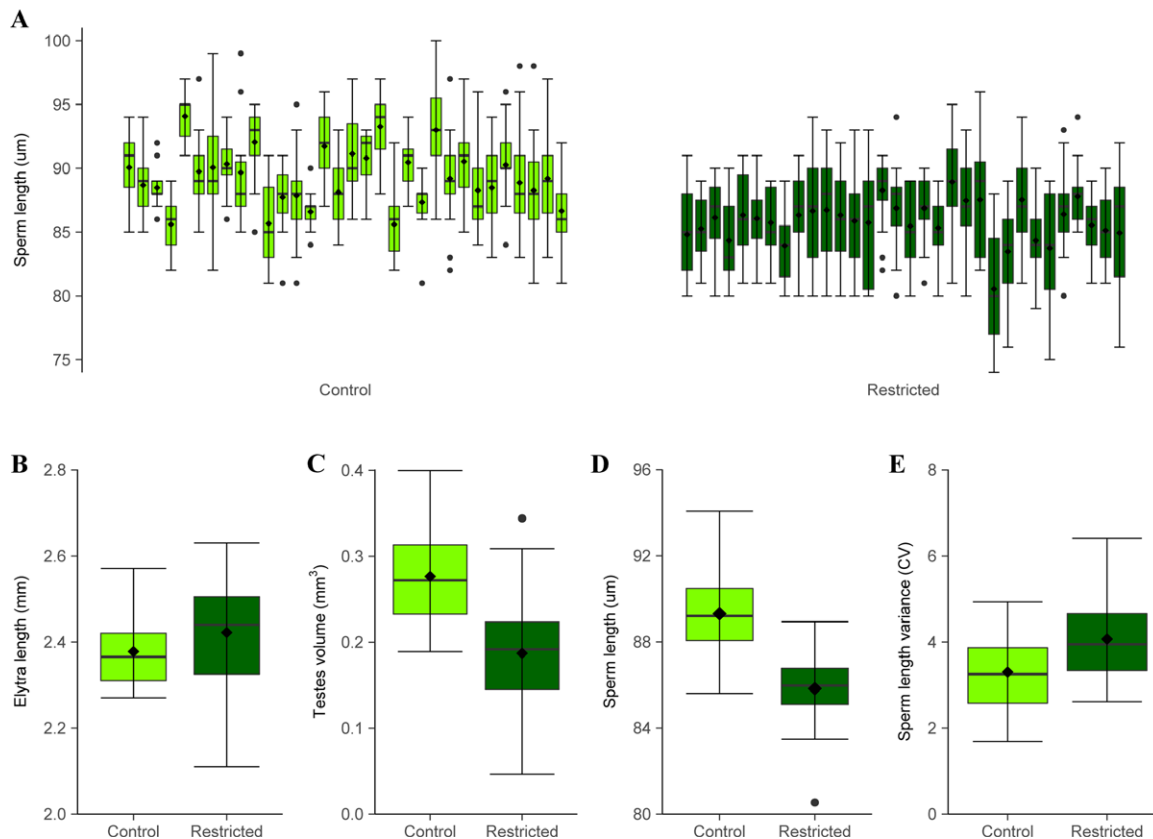 A
Sperm length (um)
100
95
90
85
80
75
Control
Restricted
B
Elytra length (mm)
2.8
2.6
2.4
2.2
2.0
Control
Restricted
C
Testes volume (mm³)
0.4
0.3
0.2
0.1
0.0
Control
Restricted
D
Sperm length (um)
96
92
88
84
80
Control
Restricted
E
Sperm length variance (CV)
8
6
4
2
0
Control
Restricted